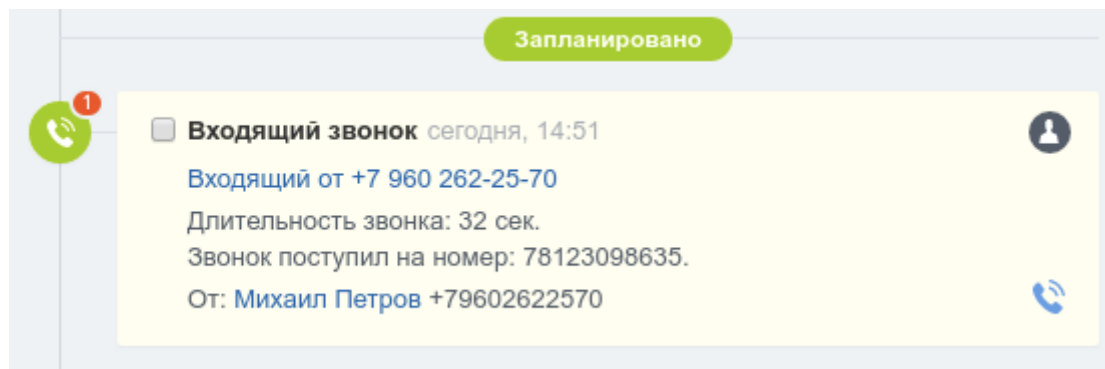 Запланировано
1
Входящий звонок сегодня, 14:51
Входящий от +7 960 262-25-70
Длительность звонка: 32 сек.
Звонок поступил на номер: 78123098635.
От: Михаил Петров +79602622570